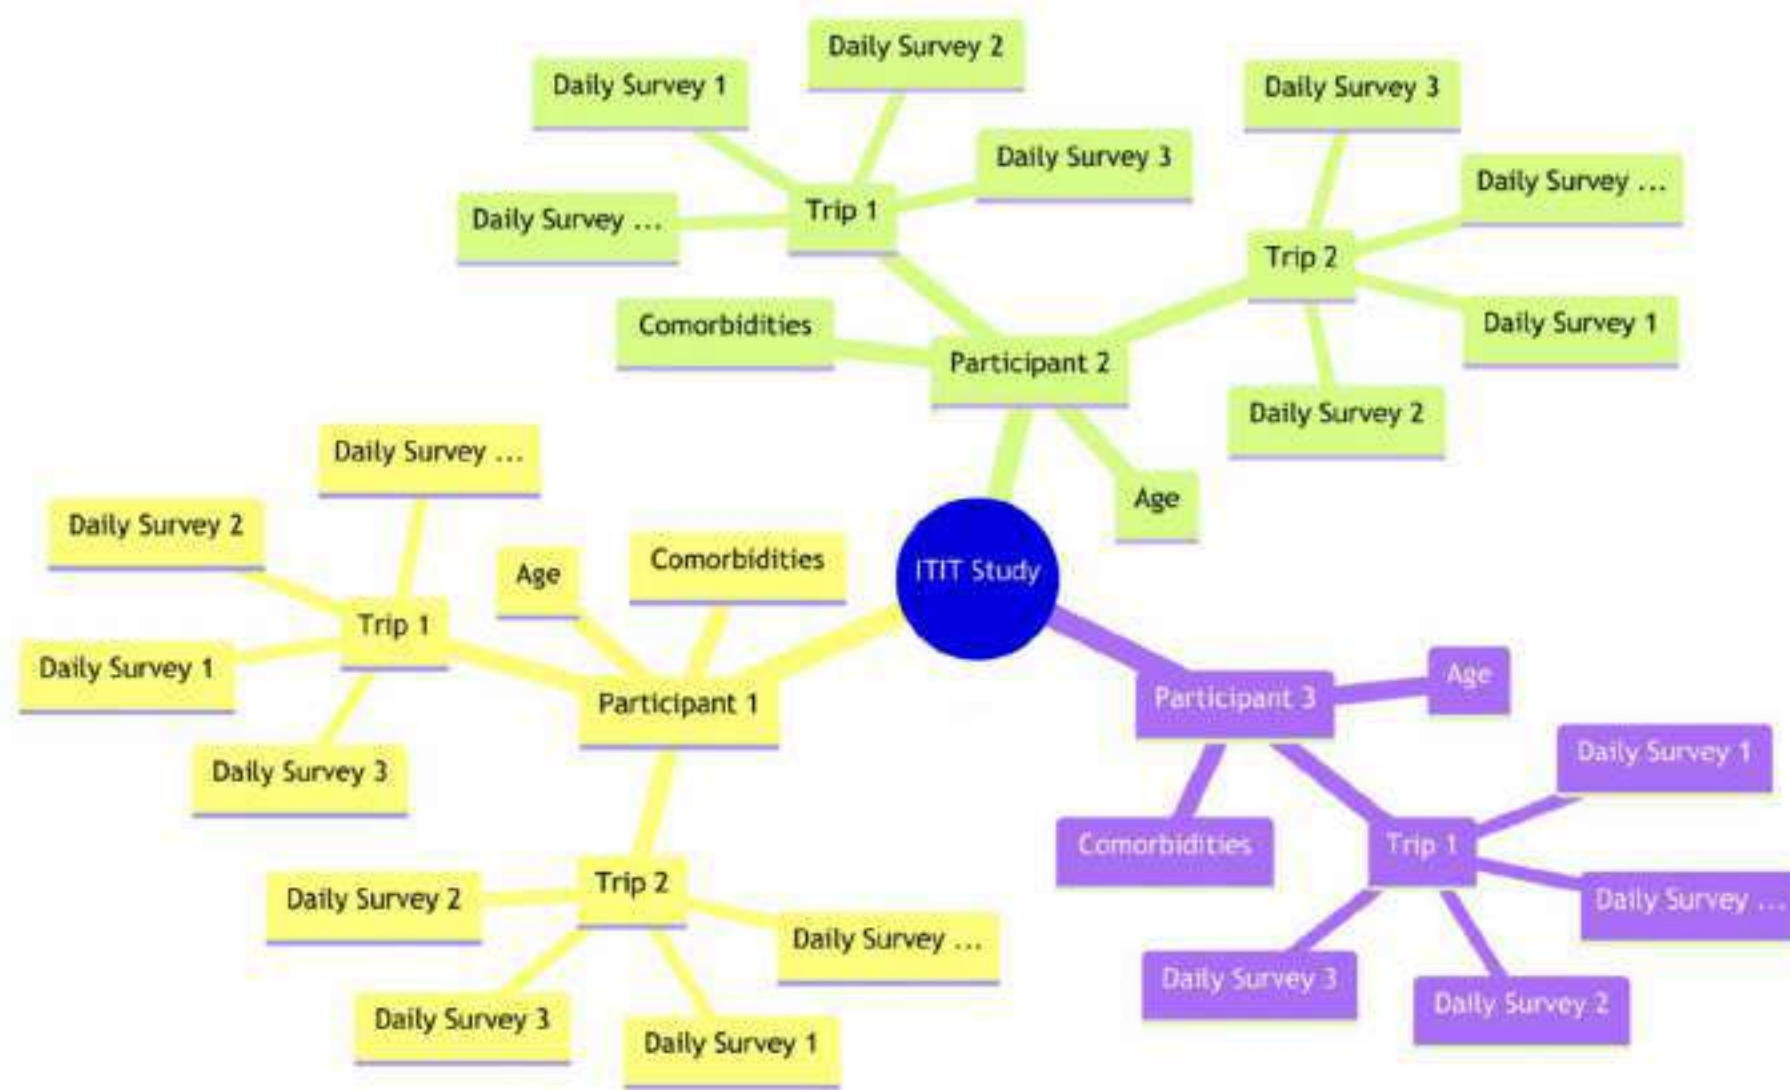 Daily Survey 2
Daily Survey 1
Daily Survey 3
Daily Survey 3
Daily Survey ...
Trip 1
Daily Survey ...
Trip 2
Comorbidities
Daily Survey 1
Participant 2
Daily Survey 2
Age
Daily Survey ...
Daily Survey 2
Age
Comorbidities
ITIT Study
Trip 1
Daily Survey 1
Participant 1
Daily Survey 3
Trip 2
Daily Survey 2
Daily Survey ...
Daily Survey 3
Daily Survey 1
Participant 3
Age
Daily Survey 1
Comorbidities
Trip 1
Daily Survey ...
Daily Survey 3
Daily Survey 2